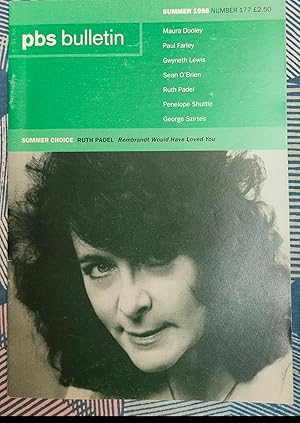 SUMMER 1998 NUMBER 177 £2.50
pbs bulletin
Maura Dooley
Paul Farley
Gwyneth Lewis
Sean O'Brien
Ruth Padel
Penelope Shuttle
George Szirtes
SUMMER CHOICE RUTH PADEL Rembrandt Would Have Loved You